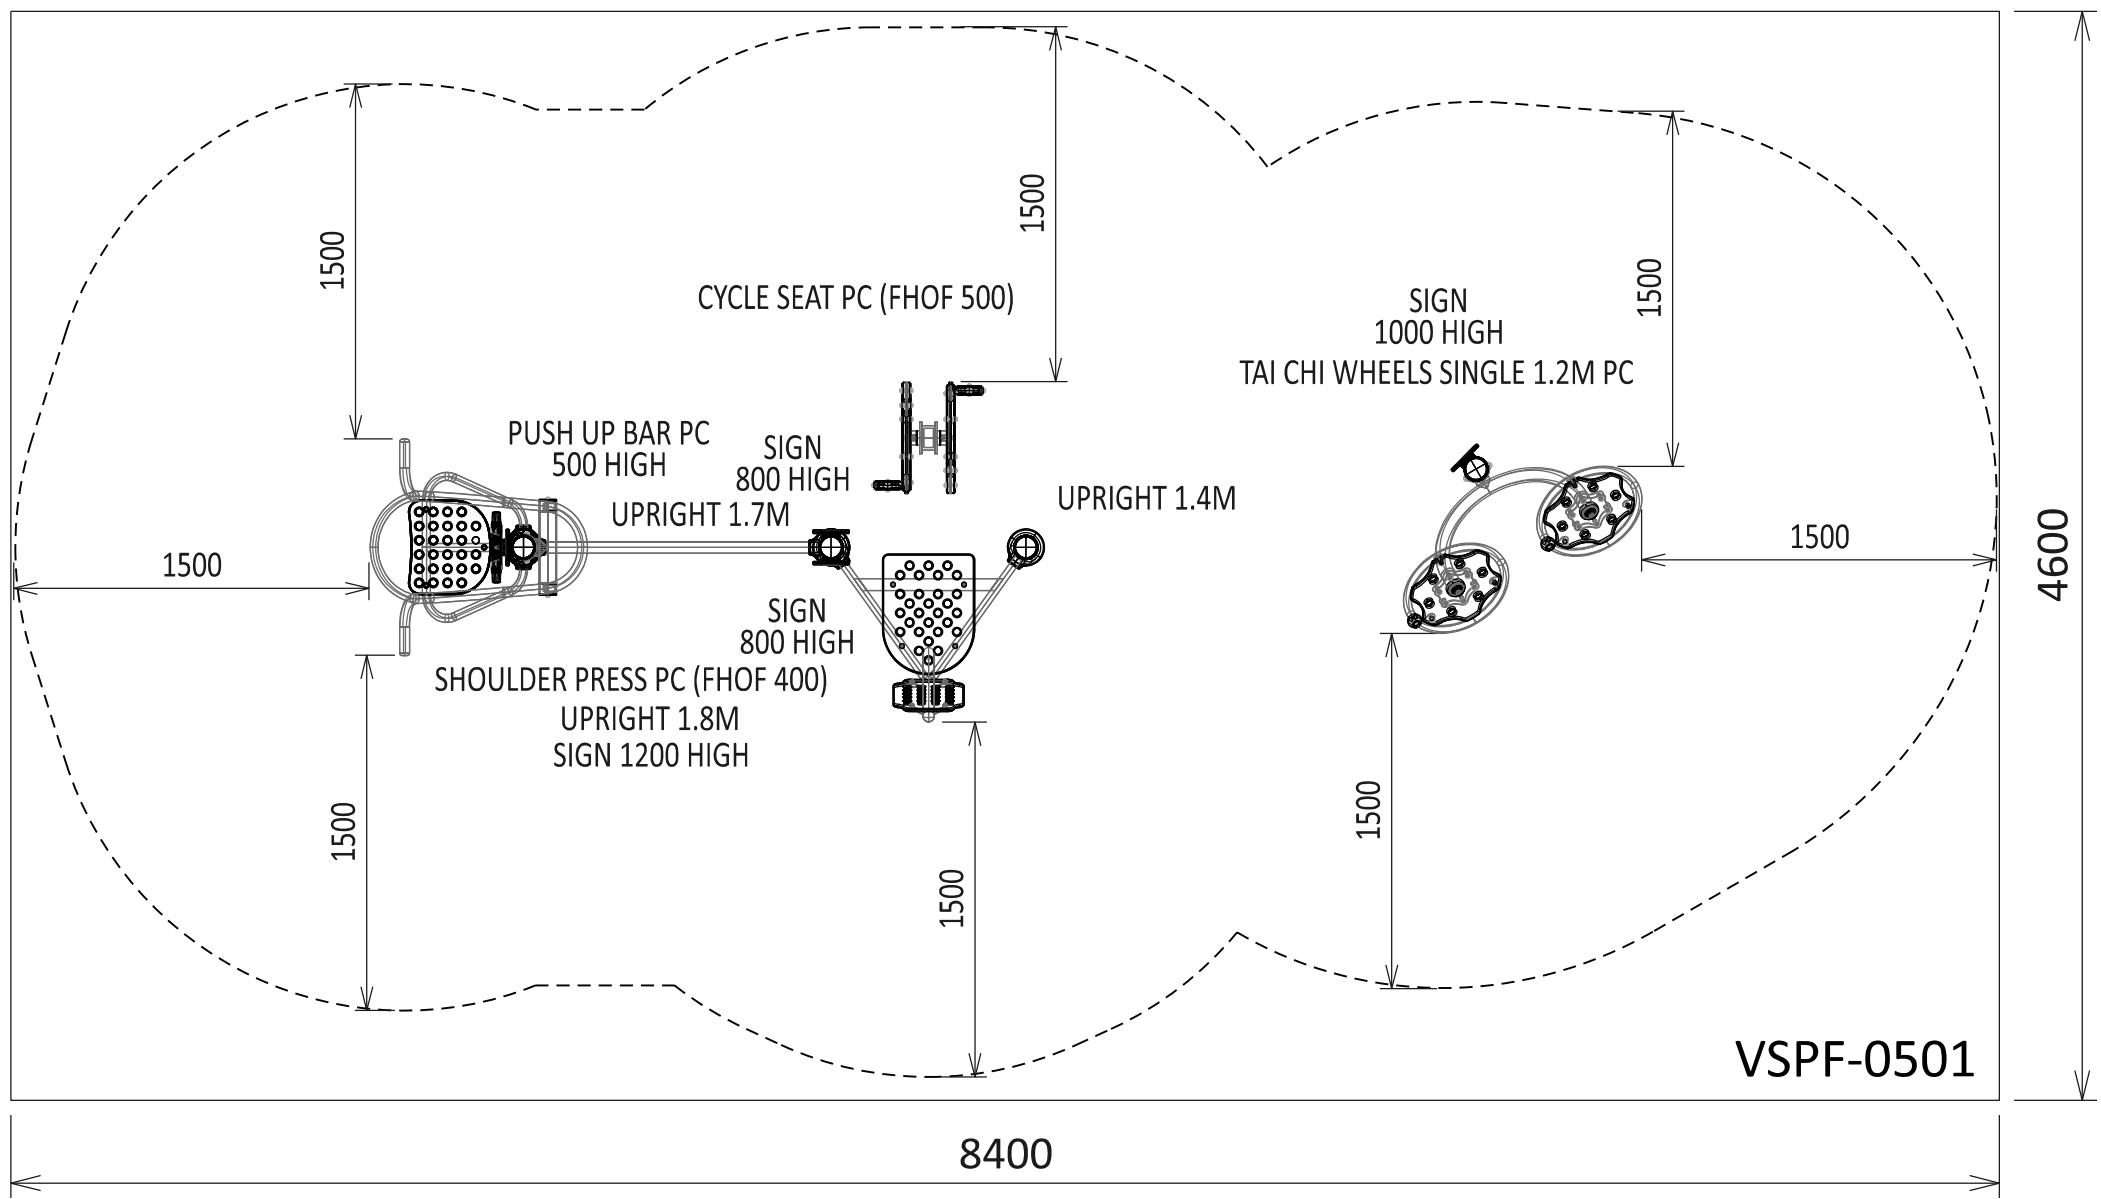 1500
1500
1500
CYCLE SEAT PC (FHOF 500)
SIGN
1000 HIGH
TAI CHI WHEELS SINGLE 1.2M PC
PUSH UP BAR PC
500 HIGH
SIGN
800 HIGH
UPRIGHT 1.7M
UPRIGHT 1.4M
1500
1500
4600
SIGN
800 HIGH
SHOULDER PRESS PC (FHOF 400)
UPRIGHT 1.8M
SIGN 1200 HIGH
1500
1500
1500
VSPF-0501
8400